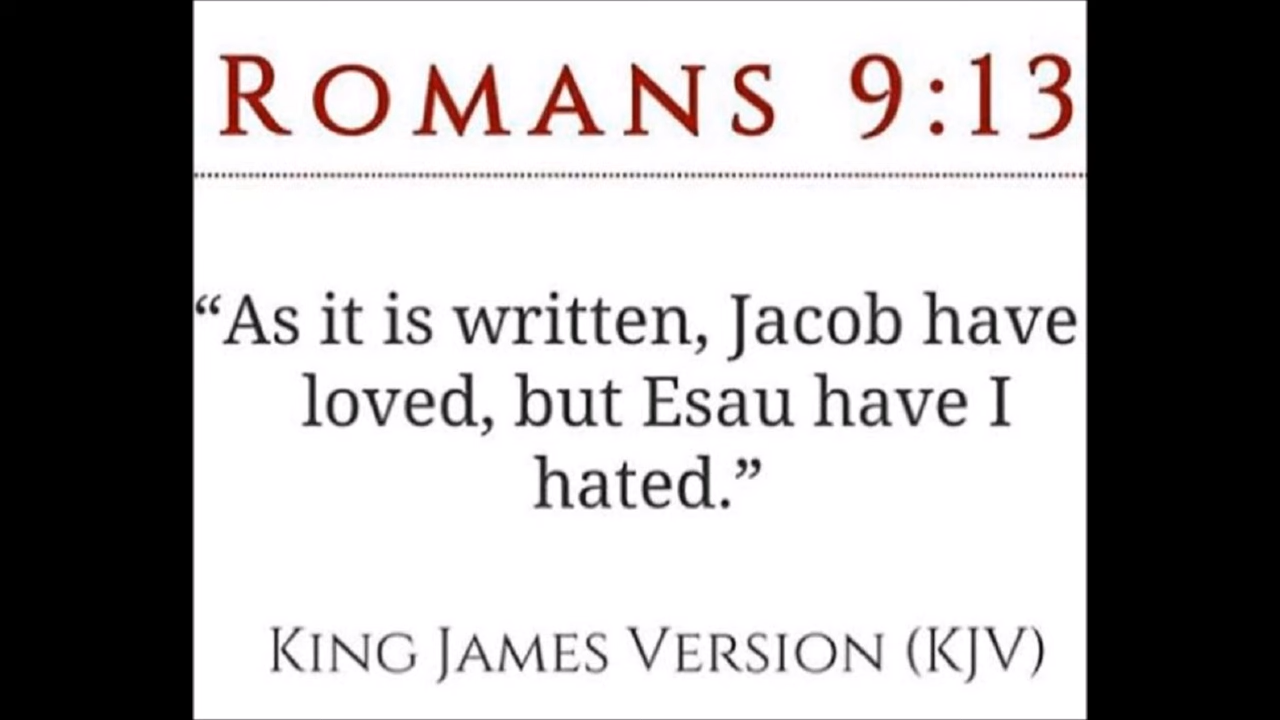 ROMANS 9:13
“As it is written, Jacob have
loved, but Esau have I
hated.”
KING JAMES VERSION (KJV)